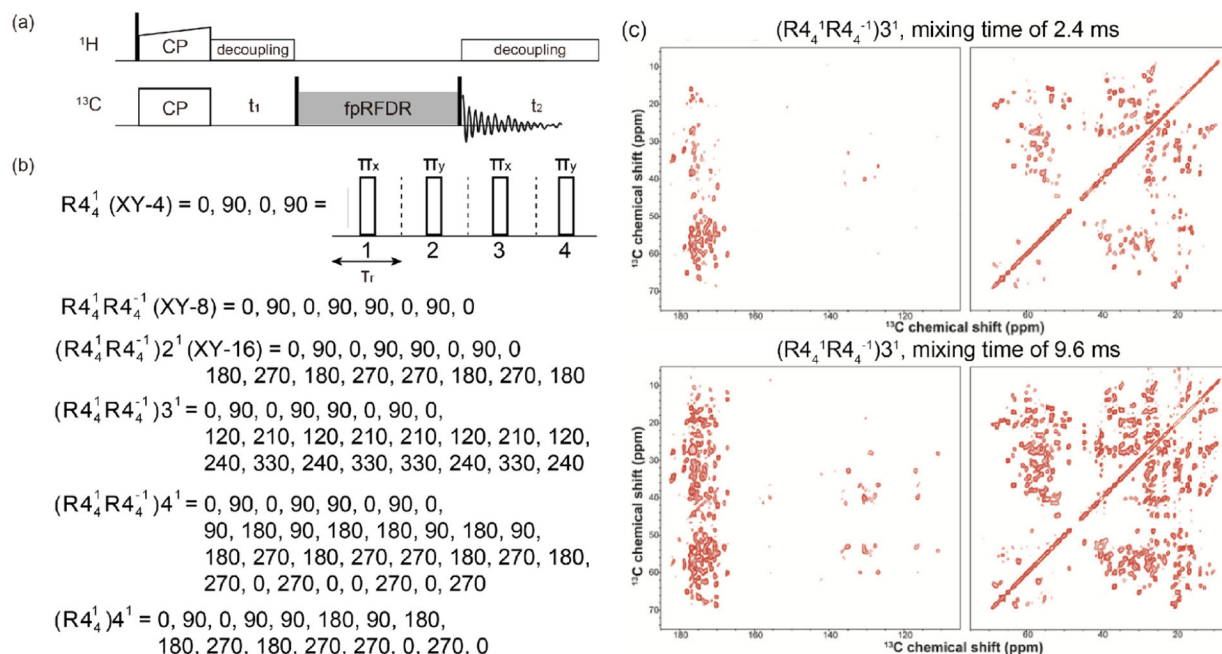 (a)
¹H
CP
decoupling
decoupling
¹³C
CP
t₁
fpRFDR
t₂
(b)
πx πy πx πy
R4₄¹ (XY-4) = 0, 90, 0, 90 =
1 2 3 4
τr
R4₄¹R4₄⁻¹ (XY-8) = 0, 90, 0, 90, 90, 0, 90, 0
(R4₄¹R4₄⁻¹)2¹ (XY-16) = 0, 90, 0, 90, 90, 0, 90, 0
180, 270, 180, 270, 270, 180, 270, 180
(R4₄¹R4₄⁻¹)3¹ = 0, 90, 0, 90, 90, 0, 90, 0,
120, 210, 120, 210, 210, 120, 210, 120,
240, 330, 240, 330, 330, 240, 330, 240
(R4₄¹R4₄⁻¹)4¹ = 0, 90, 0, 90, 90, 0, 90, 0,
90, 180, 90, 180, 180, 90, 180, 90,
180, 270, 180, 270, 270, 180, 270, 180,
270, 0, 270, 0, 0, 270, 0, 270
(R4₄¹)4¹ = 0, 90, 0, 90, 90, 180, 90, 180,
180, 270, 180, 270, 270, 0, 270, 0
(c)
(R4₄¹R4₄⁻¹)3¹, mixing time of 2.4 ms
¹³C chemical shift (ppm)
10
20
30
40
50
60
70
180 150 120
60 40 20
¹³C chemical shift (ppm)
(R4₄¹R4₄⁻¹)3¹, mixing time of 9.6 ms
¹³C chemical shift (ppm)
10
20
30
40
50
60
70
180 150 120
60 40 20
¹³C chemical shift (ppm)